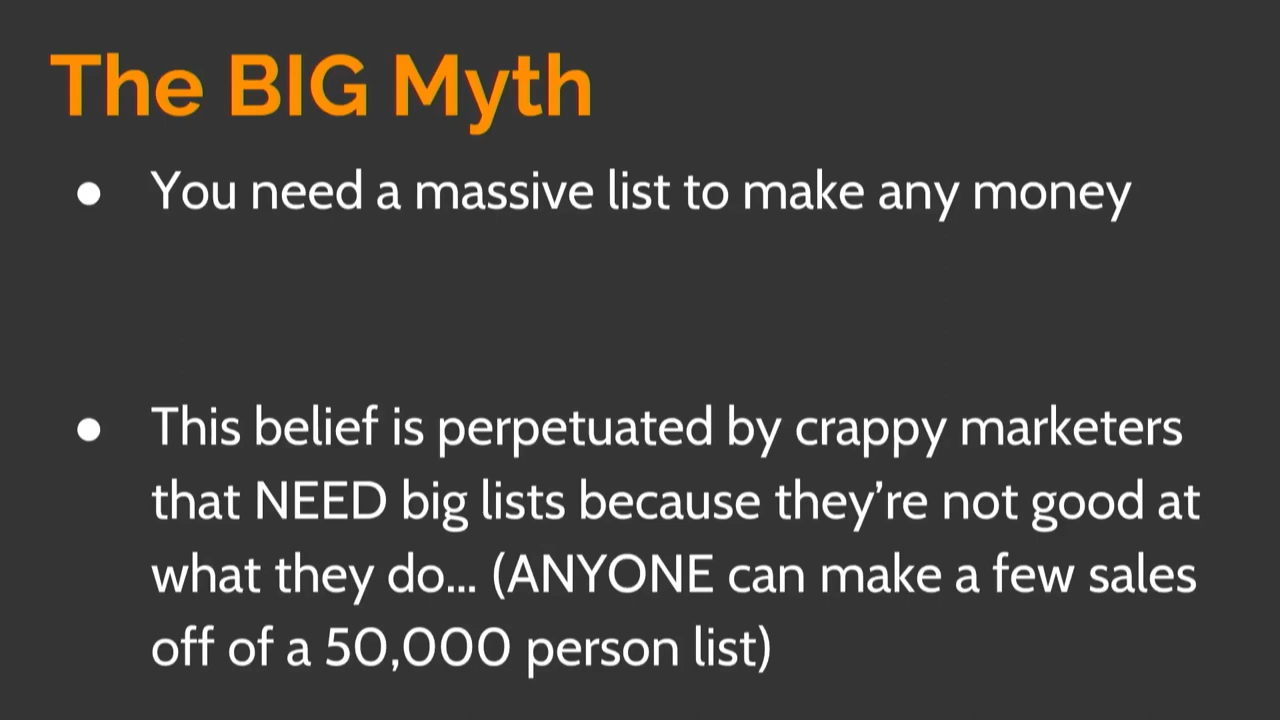 The BIG Myth
● You need a massive list to make any money
● This belief is perpetuated by crappy marketers
that NEED big lists because they’re not good at
what they do... (ANYONE can make a few sales
off of a 50,000 person list)